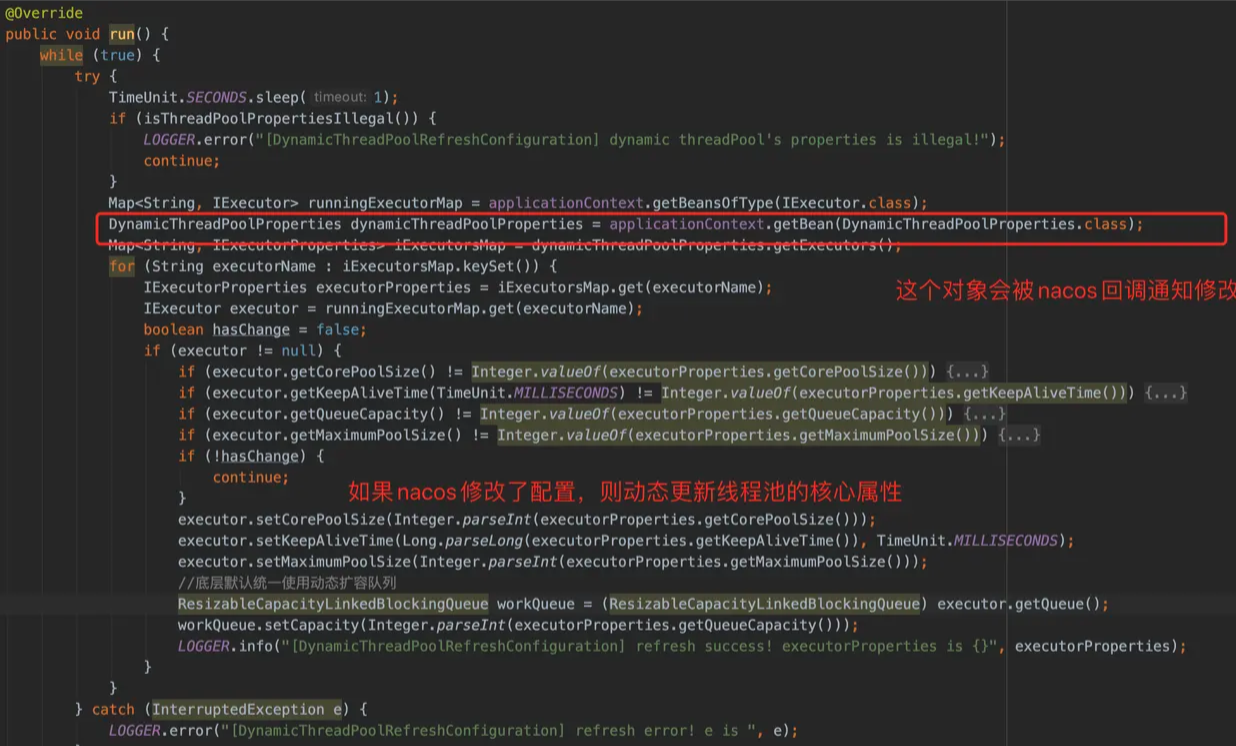 @Override
public void run() {
while (true) {
try {
TimeUnit.SECONDS.sleep( timeout: 1);
if (isThreadPoolPropertiesIllegal()) {
LOGGER.error("[DynamicThreadPoolRefreshConfiguration] dynamic threadPool's properties is illegal!");
continue;
}
Map<String, IExecutor> runningExecutorMap = applicationContext.getBeansOfType(IExecutor.class);
DynamicThreadPoolProperties dynamicThreadPoolProperties = applicationContext.getBean(DynamicThreadPoolProperties.class);
Map<String, IExecutorProperties> iExecutorsMap = dynamicThreadPoolProperties.getExecutors();
for (String executorName : iExecutorsMap.keySet()) {
IExecutorProperties executorProperties = iExecutorsMap.get(executorName);
这个对象会被nacos回调通知修改
IExecutor executor = runningExecutorMap.get(executorName);
boolean hasChange = false;
if (executor != null) {
if (executor.getCorePoolSize() != Integer.valueOf(executorProperties.getCorePoolSize())) {...}
if (executor.getKeepAliveTime(TimeUnit.MILLISECONDS) != Integer.valueOf(executorProperties.getKeepAliveTime())) {...}
if (executor.getQueueCapacity() != Integer.valueOf(executorProperties.getQueueCapacity())) {...}
if (executor.getMaximumPoolSize() != Integer.valueOf(executorProperties.getMaximumPoolSize())) {...}
if (!hasChange) {
continue;
}
如果nacos修改了配置，则动态更新线程池的核心属性
executor.setCorePoolSize(Integer.parseInt(executorProperties.getCorePoolSize()));
executor.setKeepAliveTime(Long.parseLong(executorProperties.getKeepAliveTime()), TimeUnit.MILLISECONDS);
executor.setMaximumPoolSize(Integer.parseInt(executorProperties.getMaximumPoolSize()));
//底层默认统一使用动态扩容队列
ResizableCapacityLinkedBlockingQueue workQueue = (ResizableCapacityLinkedBlockingQueue) executor.getQueue();
workQueue.setCapacity(Integer.parseInt(executorProperties.getQueueCapacity()));
LOGGER.info("[DynamicThreadPoolRefreshConfiguration] refresh success! executorProperties is {}", executorProperties);
}
}
} catch (InterruptedException e) {
LOGGER.error("[DynamicThreadPoolRefreshConfiguration] refresh error! e is ", e);